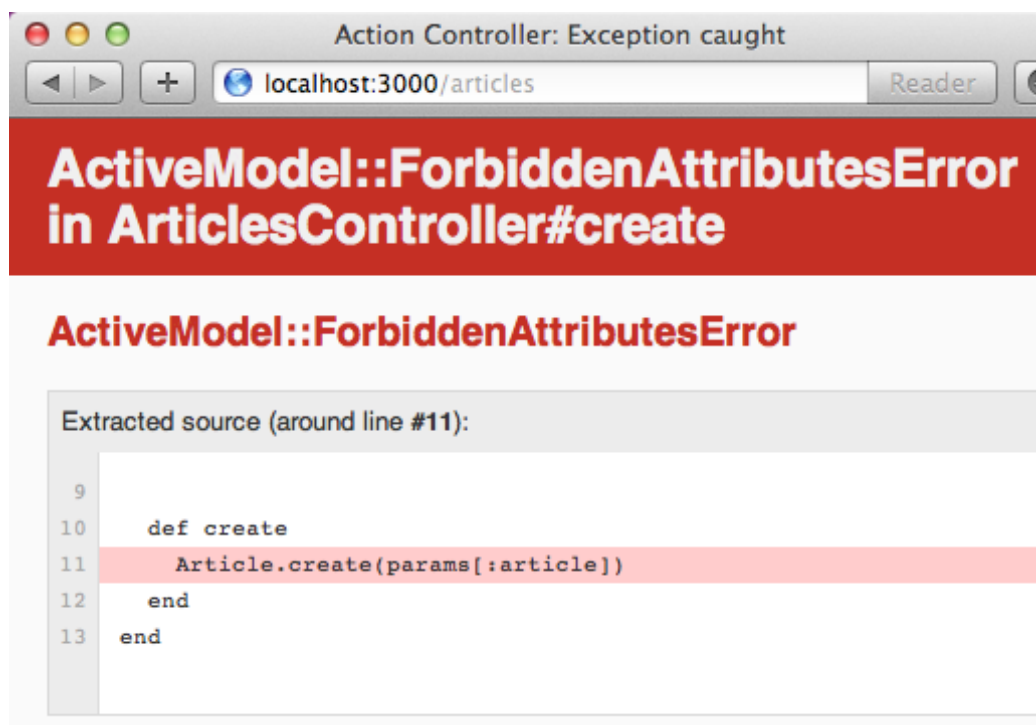 Action Controller: Exception caught
localhost:3000/articles
Reader
ActiveModel::ForbiddenAttributesError
in ArticlesController#create
ActiveModel::ForbiddenAttributesError
Extracted source (around line #11):
9
10 def create
11 Article.create(params[:article])
12 end
13 end